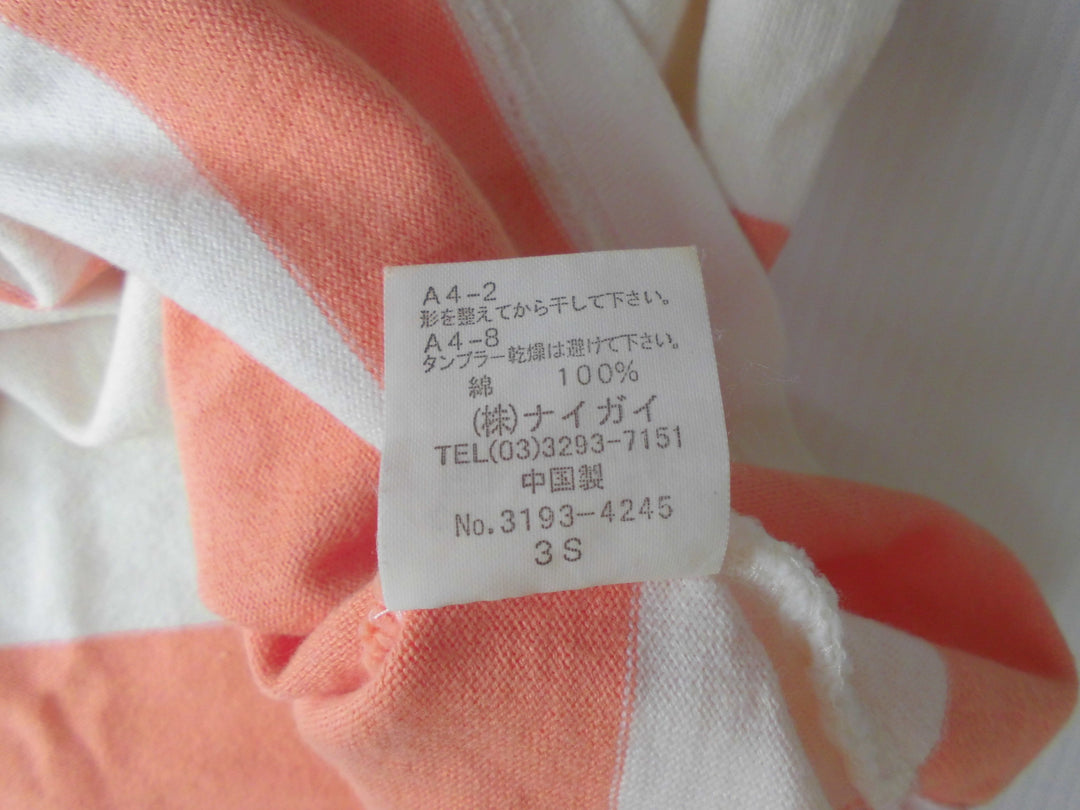 A4-2
形を整えてから干して下さい。
A4-8
タンブラー乾燥は避けて下さい。
綿 100%
(株)ナイガイ
TEL(03)3293-7151
中国製
No.3193-4245
3S